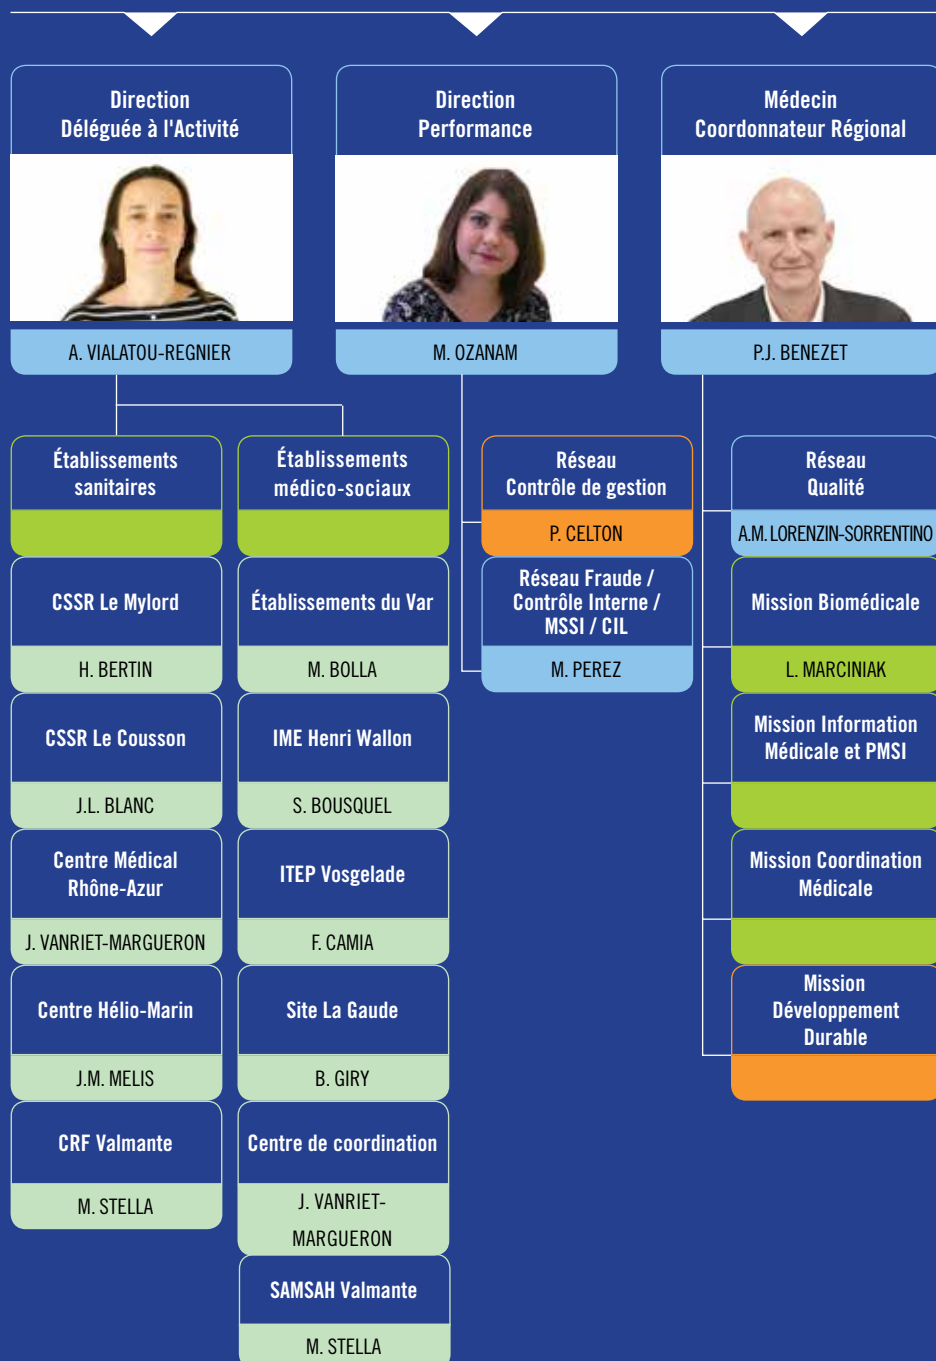 Direction
Déléguée à l'Activité
A. VIALATOU-REGNIER
Direction
Performance
M. OZANAM
Médecin
Coordonnateur Régional
P.J. BENEZET
Établissements
sanitaires
CSSR Le Mylord
H. BERTIN
CSSR Le Cousson
J.L. BLANC
Centre Médical
Rhône-Azur
J. VANRIET-MARGUERON
Centre Hélio-Marin
J.M. MELIS
CRF Valmante
M. STELLA
Établissements
médico-sociaux
Établissements du Var
M. BOLLA
IME Henri Wallon
S. BOUSQUEL
ITEP Vosgelade
F. CAMIA
Site La Gaude
B. GIRY
Centre de coordination
J. VANRIET-
MARGUERON
SAMSAH Valmante
M. STELLA
Réseau
Contrôle de gestion
P. CELTON
Réseau Fraude /
Contrôle Interne /
MSSI / CIL
M. PEREZ
Réseau
Qualité
A.M. LORENZIN-SORRENTINO
Mission Biomédicale
L. MARCINIAK
Mission Information
Médicale et PMSI
Mission Coordination
Médicale
Mission
Développement
Durable